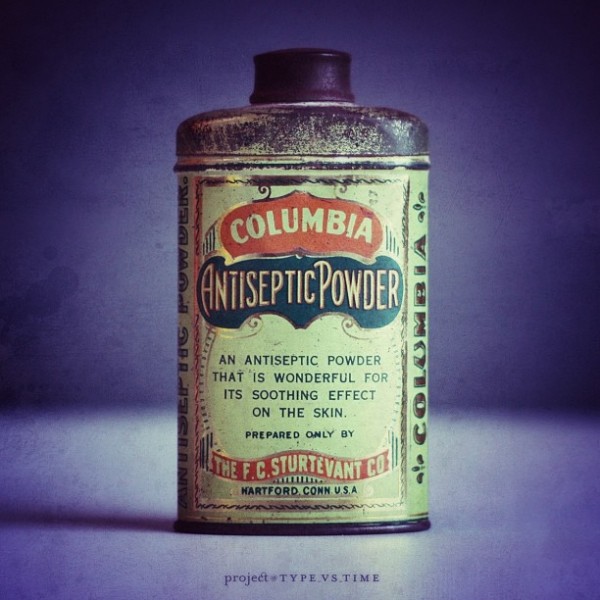 COLUMBIA
ANTISEPTIC POWDER
AN ANTISEPTIC POWDER
THAT IS WONDERFUL FOR
ITS SOOTHING EFFECT
ON THE SKIN.
PREPARED ONLY BY
THE F.C. STURTEVANT CO
HARTFORD, CONN U.S.A
ANTISEPTIC POWDER.
COLUMBIA
project TYPE.VS.TIME